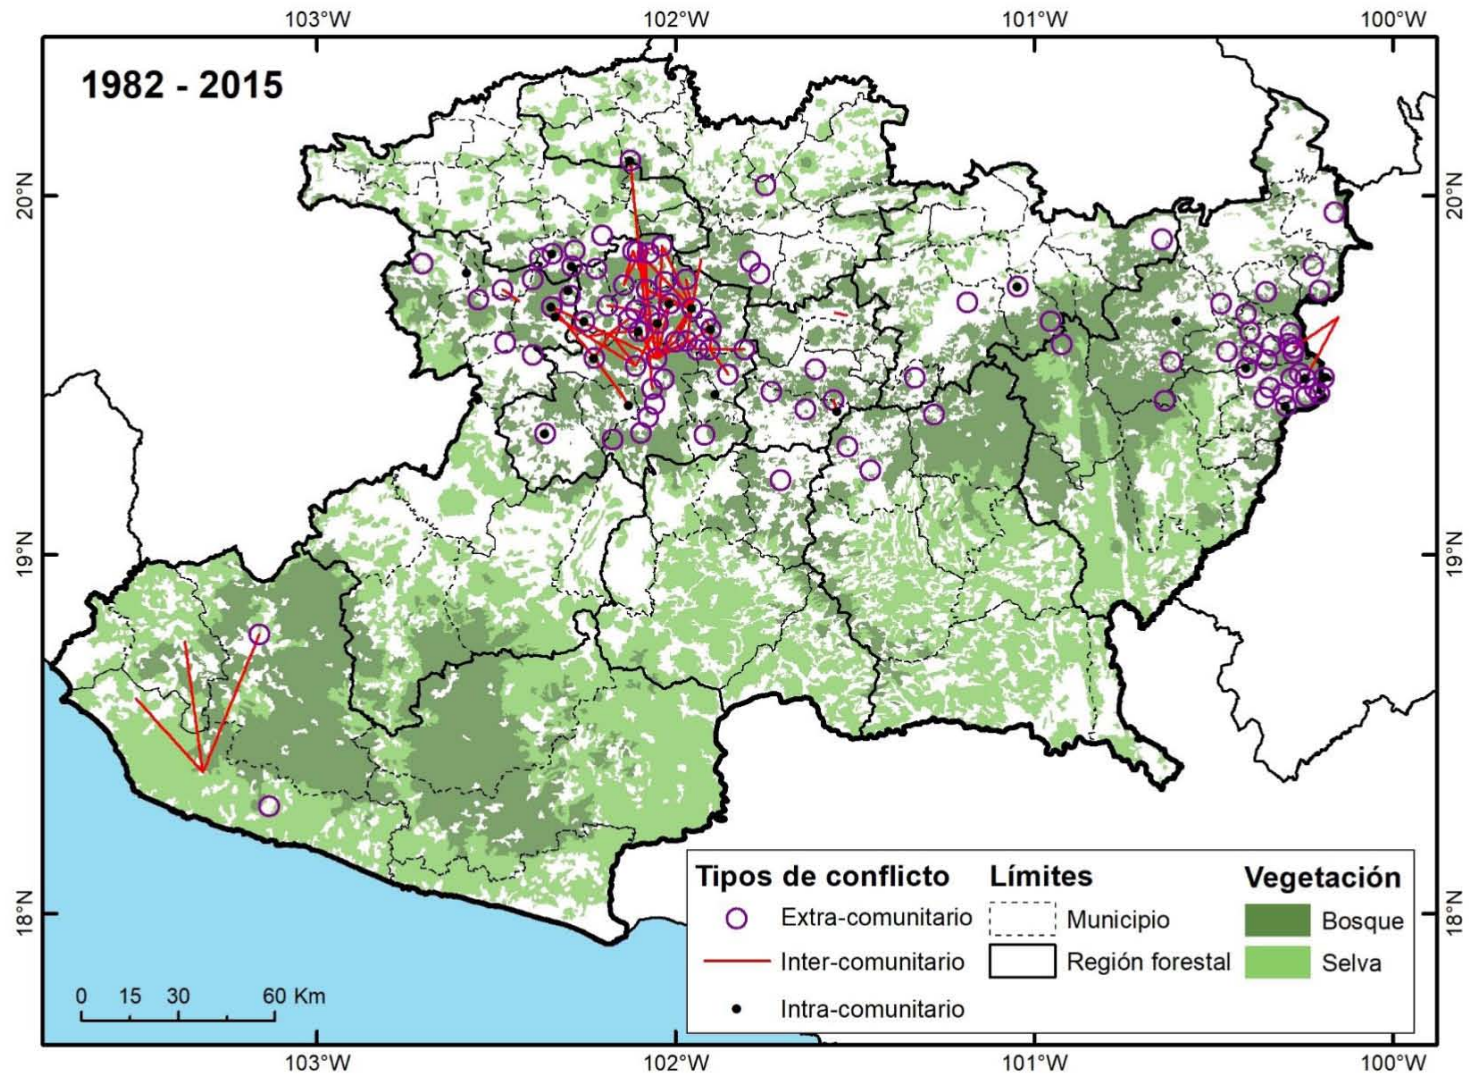 103°W 102°W 101°W 100°W
1982 - 2015
20°N 20°N
19°N 19°N
18°N 18°N
Tipos de conflicto Límites Vegetación
Extra-comunitario Municipio Bosque
Inter-comunitario Región forestal Selva
Intra-comunitario
0 15 30 60 Km
103°W 102°W 101°W 100°W